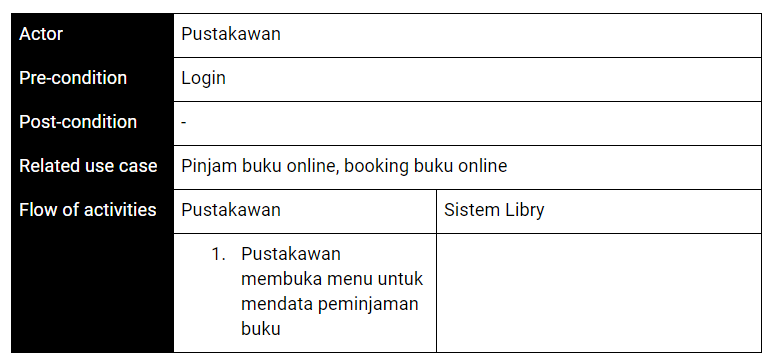 Actor Pustakawan
Pre-condition Login
Post-condition -
Related use case Pinjam buku online, booking buku online
Flow of activities Pustakawan Sistem Libry
1. Pustakawan
membuka menu untuk
mendata peminjaman
buku